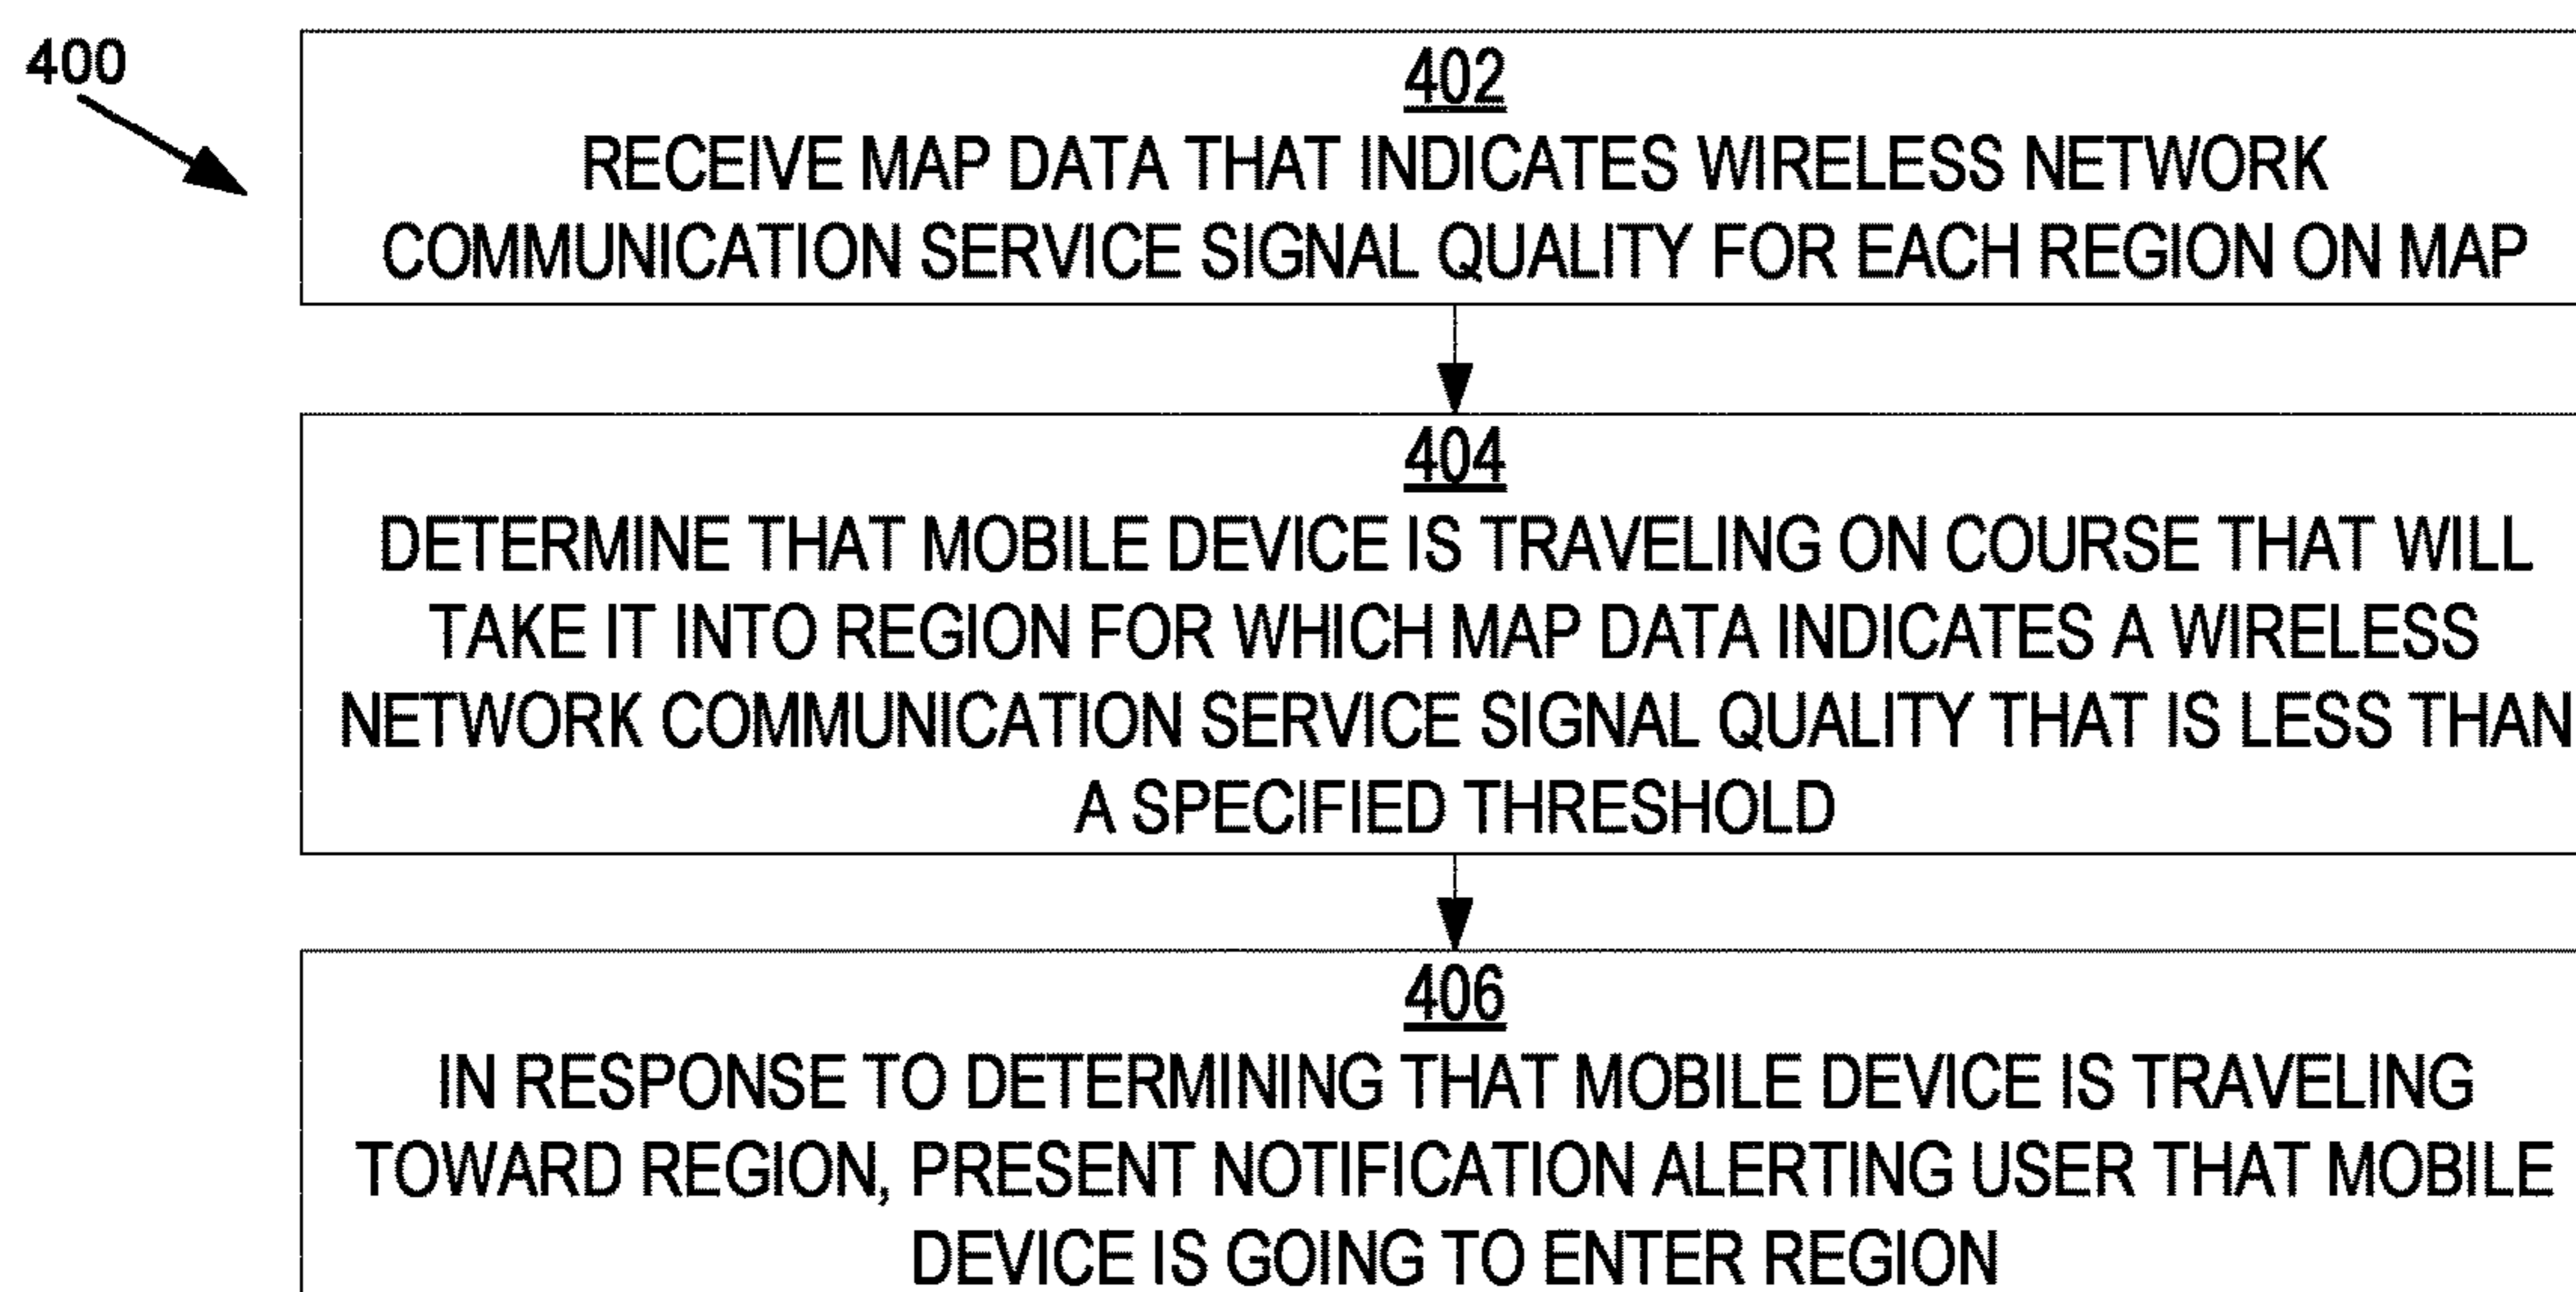 400
402
RECEIVE MAP DATA THAT INDICATES WIRELESS NETWORK
COMMUNICATION SERVICE SIGNAL QUALITY FOR EACH REGION ON MAP
404
DETERMINE THAT MOBILE DEVICE IS TRAVELING ON COURSE THAT WILL
TAKE IT INTO REGION FOR WHICH MAP DATA INDICATES A WIRELESS
NETWORK COMMUNICATION SERVICE SIGNAL QUALITY THAT IS LESS THAN
A SPECIFIED THRESHOLD
406
IN RESPONSE TO DETERMINING THAT MOBILE DEVICE IS TRAVELING
TOWARD REGION, PRESENT NOTIFICATION ALERTING USER THAT MOBILE
DEVICE IS GOING TO ENTER REGION